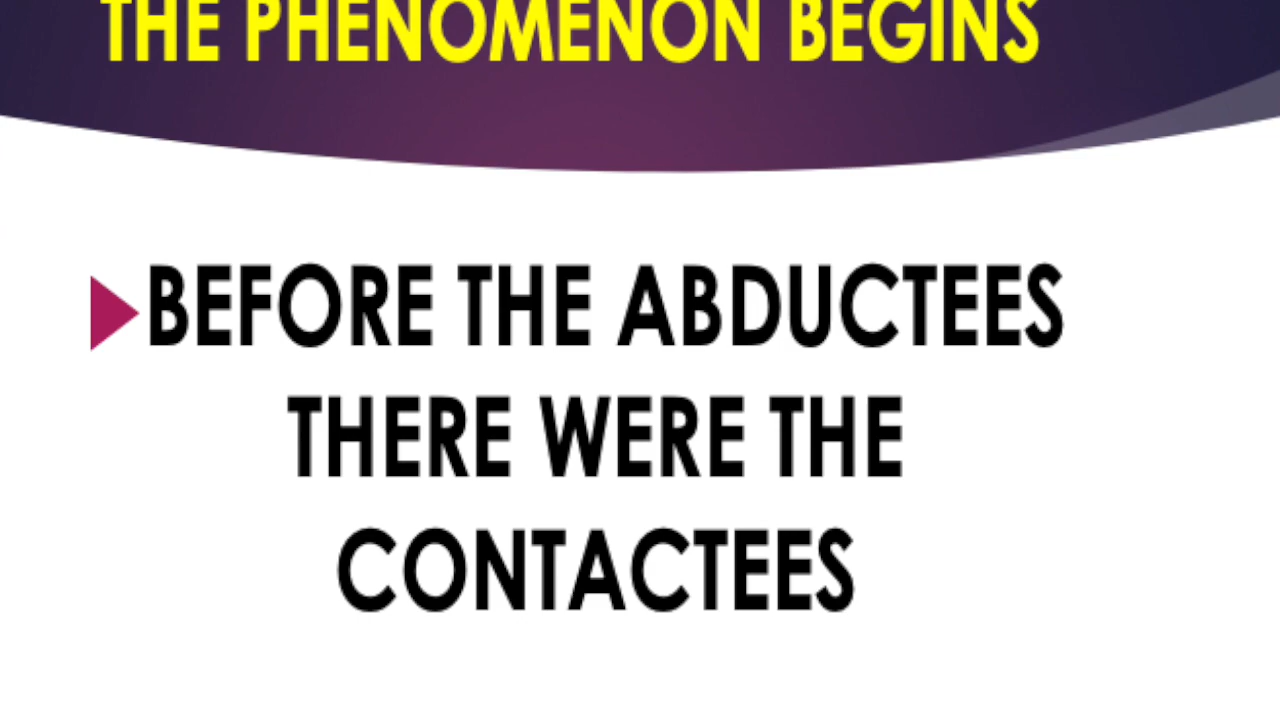 THE PHENOMENON BEGINS
BEFORE THE ABDUCTEES
THERE WERE THE
CONTACTEES